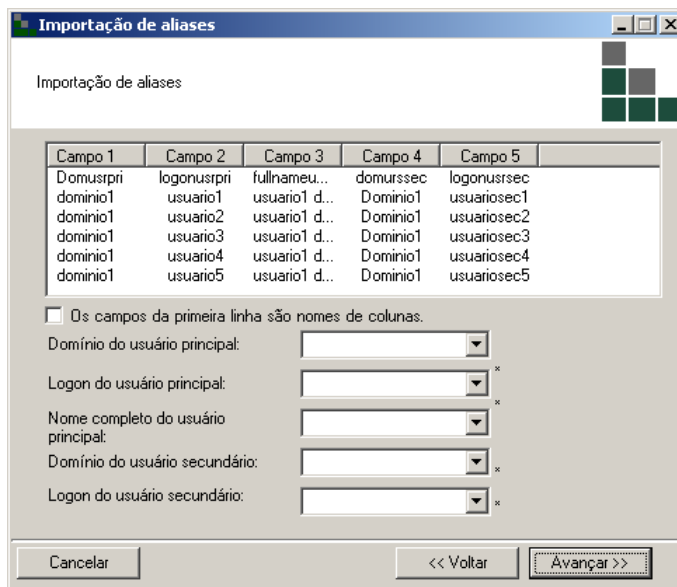 Importação de aliases
Importação de aliases
Campo 1 Campo 2 Campo 3 Campo 4 Campo 5
Domusrpri logonusrpri fullnameu... domurssec logonusrsec
dominio1 usuario1 usuario1 d... Dominio1 usuariosec1
dominio1 usuario2 usuario1 d... Dominio1 usuariosec2
dominio1 usuario3 usuario1 d... Dominio1 usuariosec3
dominio1 usuario4 usuario1 d... Dominio1 usuariosec4
dominio1 usuario5 usuario1 d... Dominio1 usuariosec5
Os campos da primeira linha são nomes de colunas.
Domínio do usuário principal:
Logon do usuário principal: *
Nome completo do usuário *
principal:
Domínio do usuário secundário: *
Logon do usuário secundário: *
Cancelar << Voltar Avançar >>